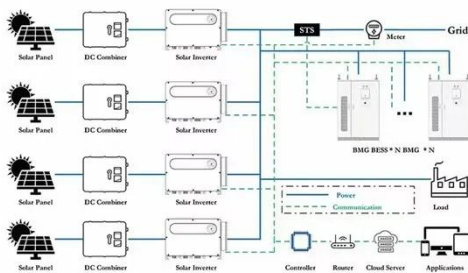 STS
Meter
Grid
Solar Panel
DC Combiner
Solar Inverter
Solar Panel
DC Combiner
Solar Inverter
BMG BESS * N BMG * N
Solar Panel
DC Combiner
Solar Inverter
Power
Communication
Load
Solar Panel
DC Combiner
Solar Inverter
Controller
Router
Cloud Server
Applications